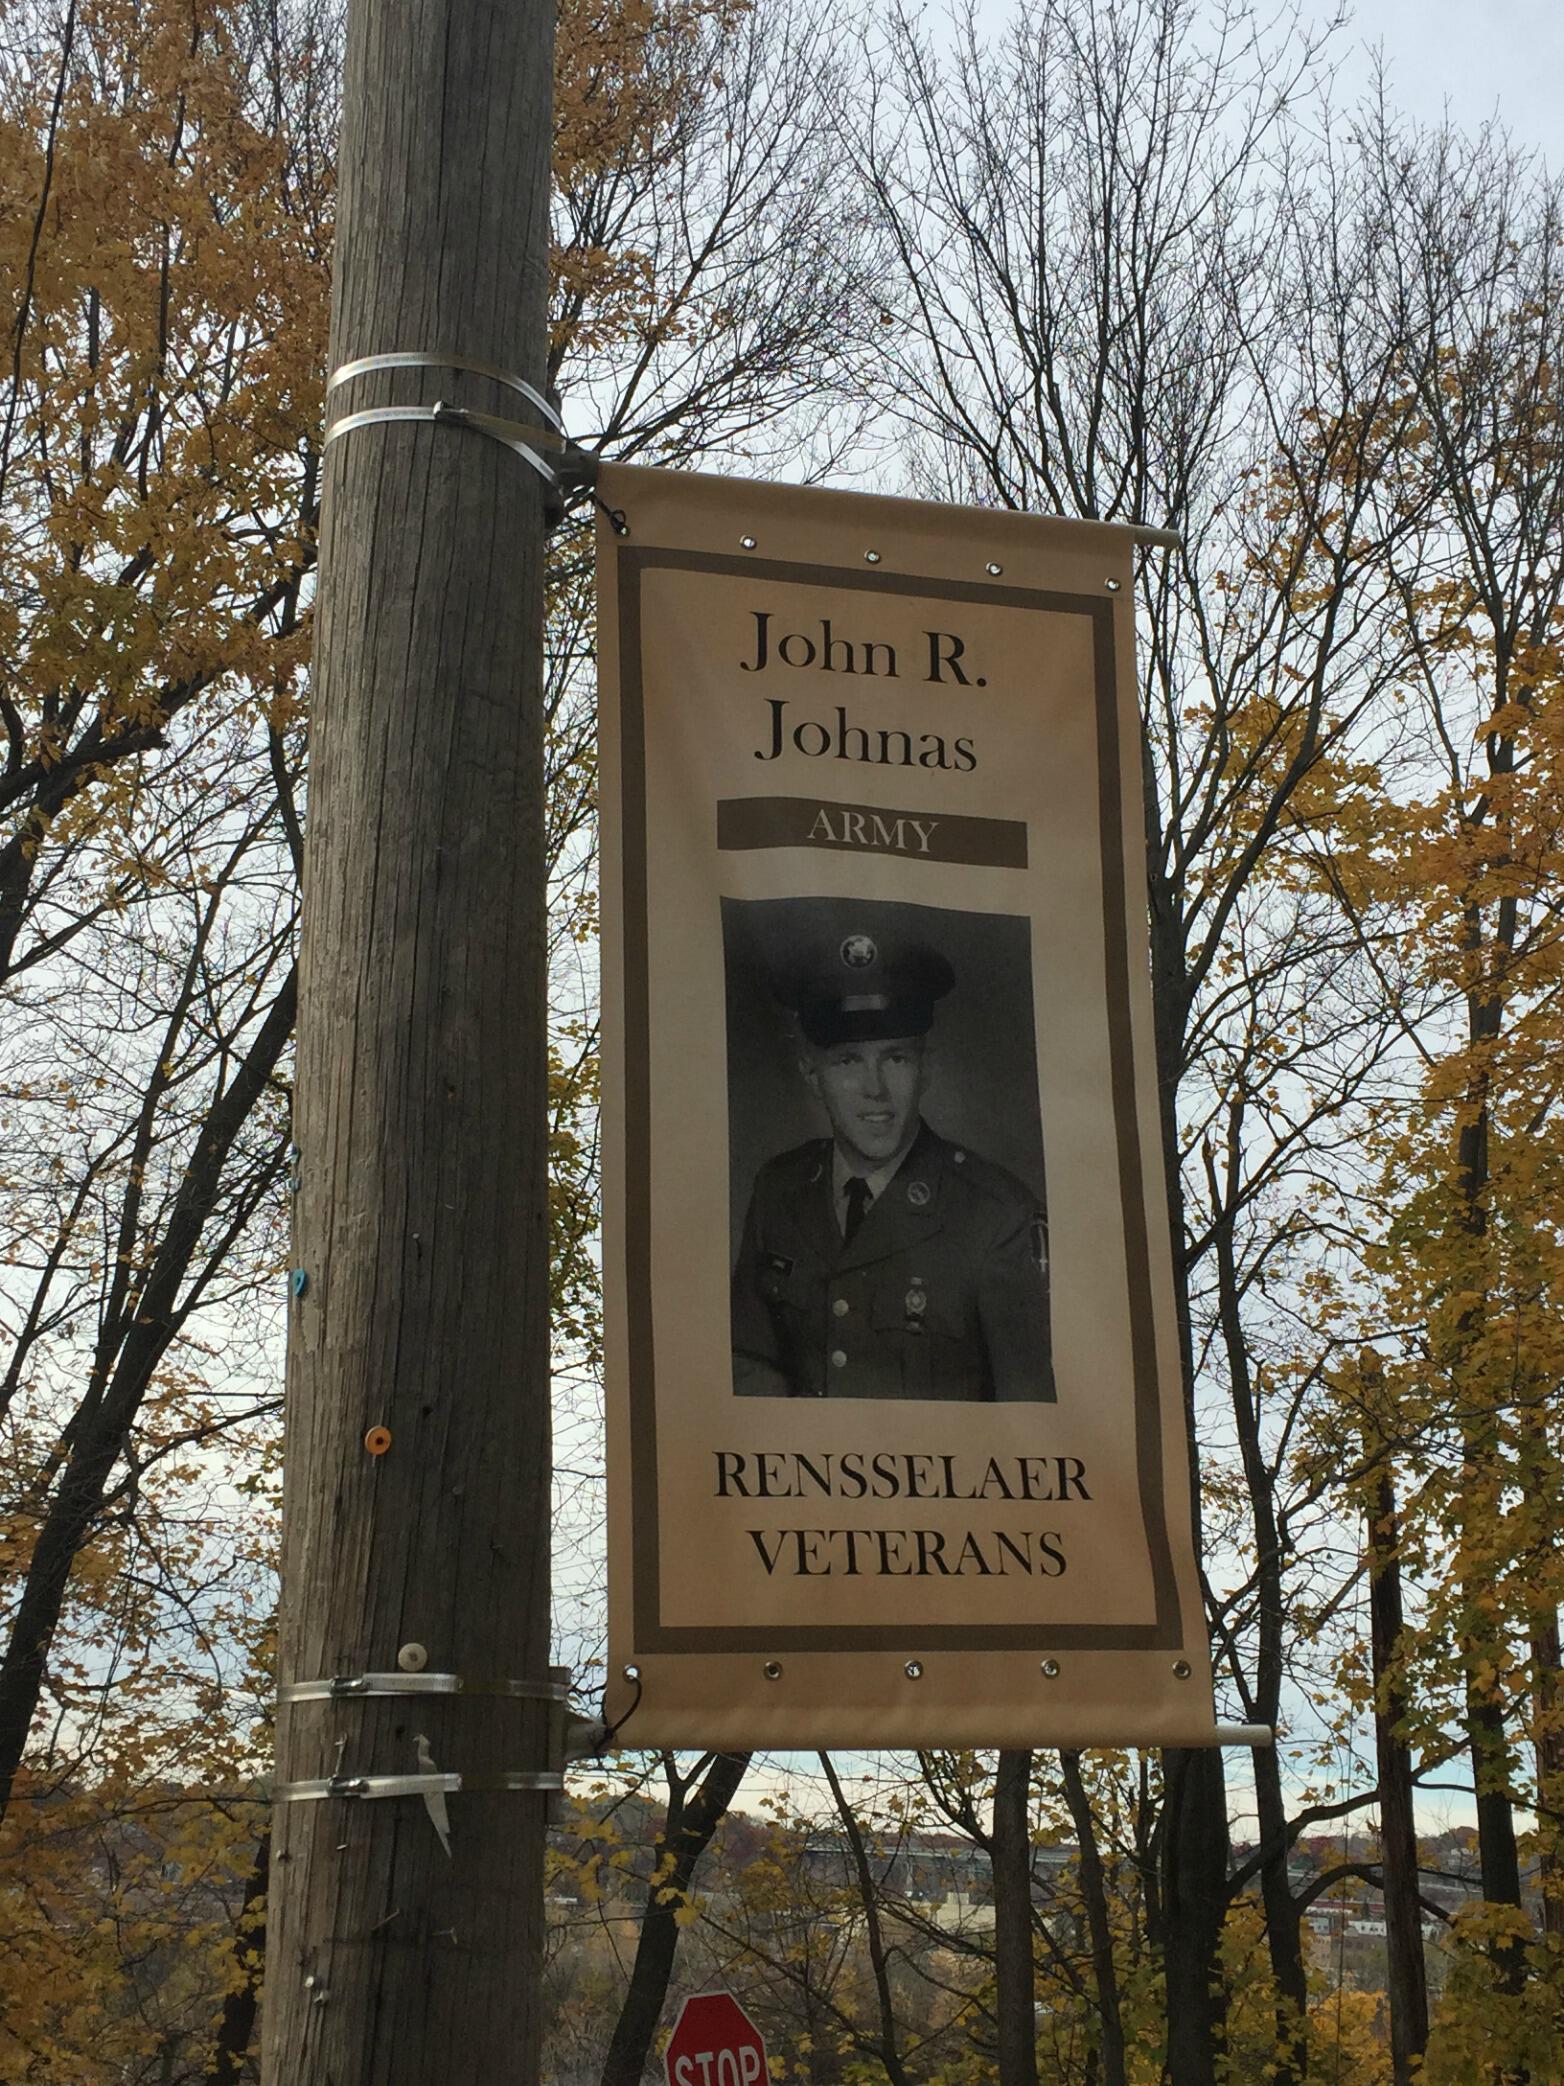 John R.
Johnas
ARMY
RENSSELAER
VETERANS
STOP